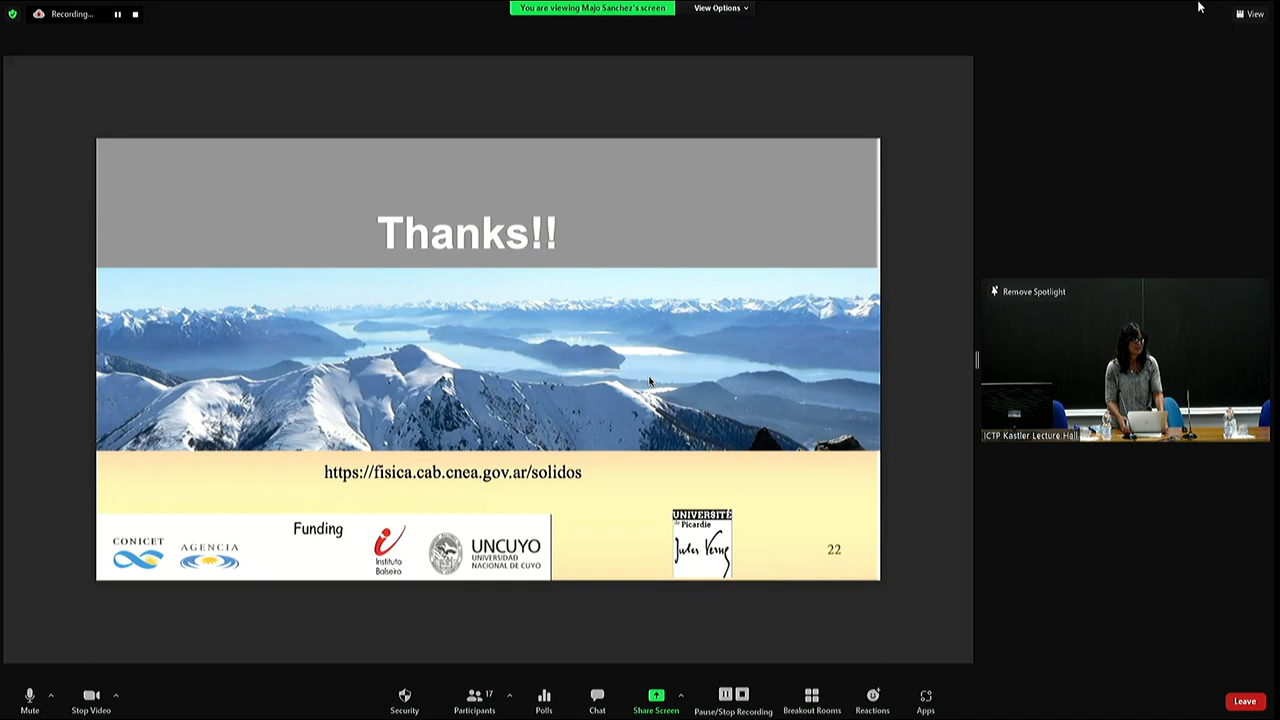 Recording...
You are viewing Majo Sanchez's screen
View Options
View
Thanks!!
Remove Spotlight
ICTP Kastler Lecture Hall
https://fisica.cab.cnea.gov.ar/solidos
Funding
CONICET
AGENCIA
Instituto
Balseiro
UNCUYO
UNIVERSIDAD
NACIONAL DE CUYO
UNIVERSITÉ
de Picardie
Jules Verne
22
Mute
Stop Video
Security
Participants
17
Polls
Chat
Share Screen
Pause/Stop Recording
Breakout Rooms
Reactions
Apps
Leave